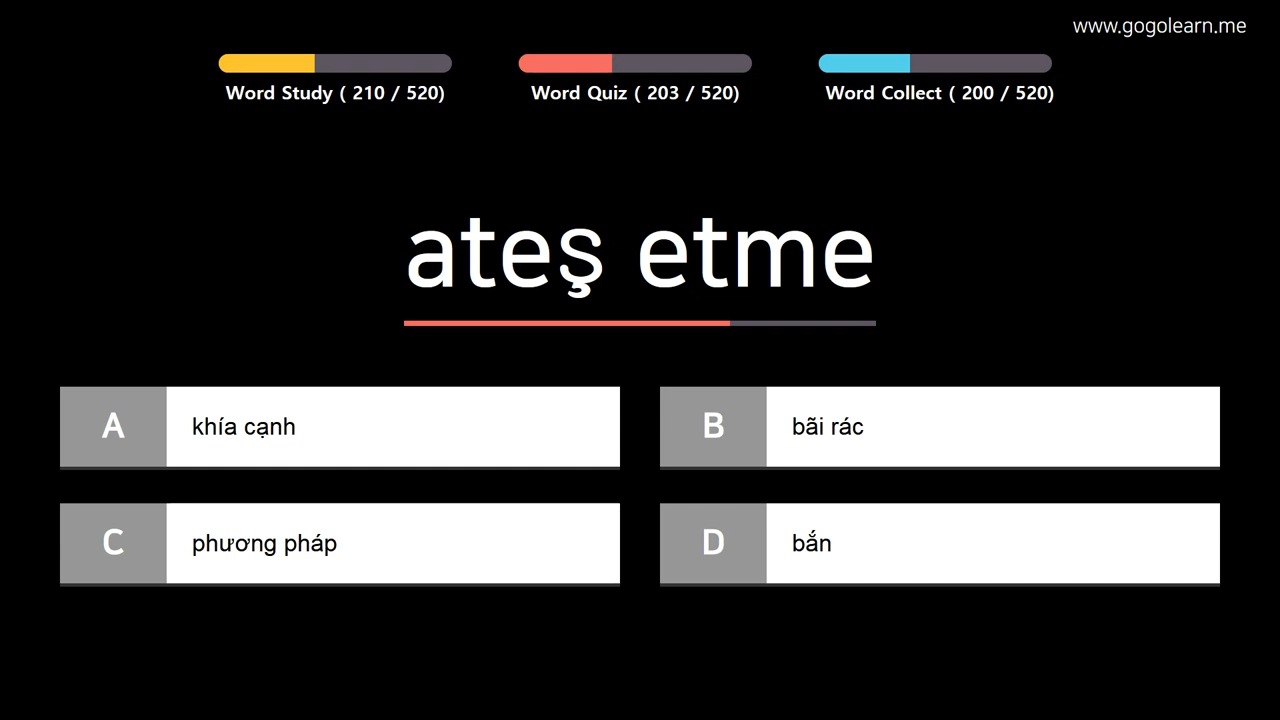 www.gogolearn.me
Word Study ( 210 / 520)
Word Quiz ( 203 / 520)
Word Collect ( 200 / 520)
ateş etme
A khía cạnh
B bãi rác
C phương pháp
D bắn